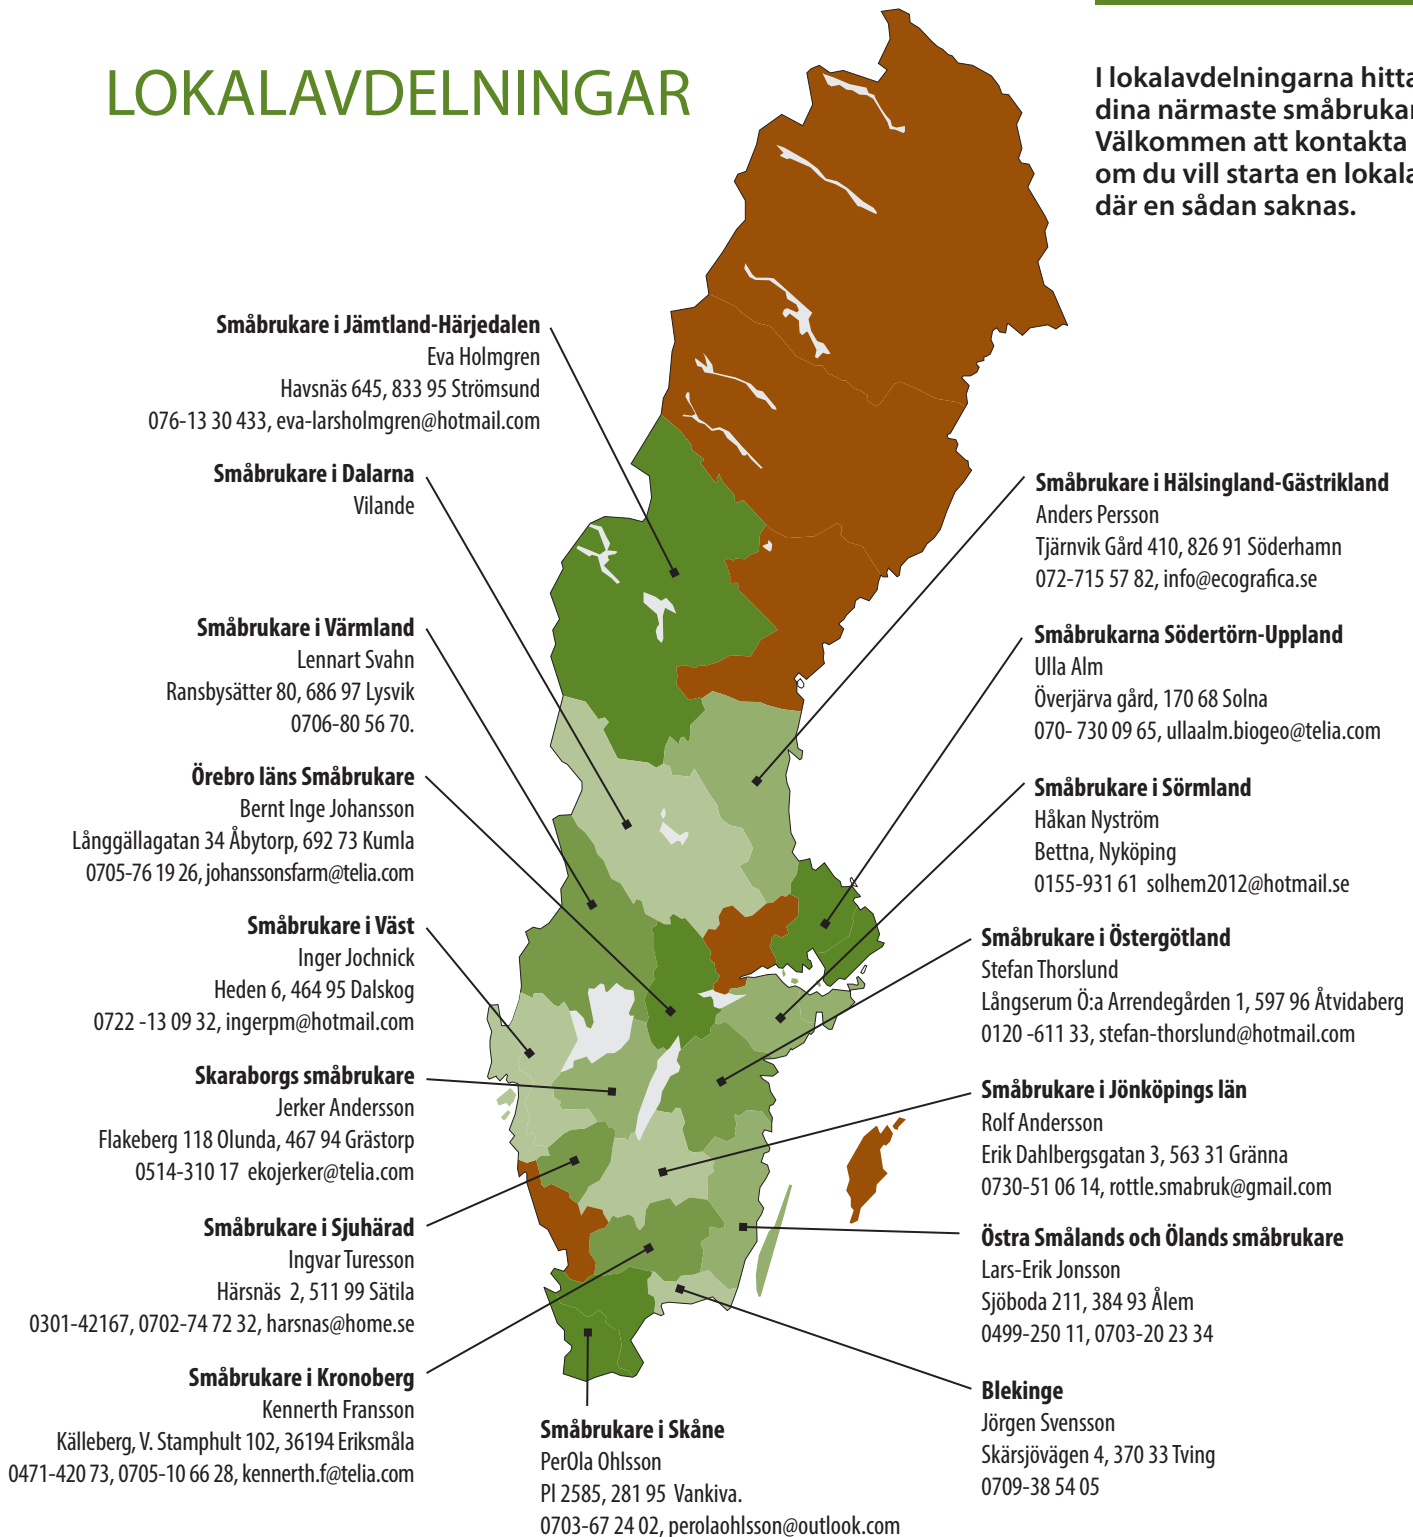 LOKALAVDELNINGAR
I lokalavdelningarna hitta
dina närmaste småbrukar
Välkommen att kontakta
om du vill starta en lokala
där en sådan saknas.
Småbrukare i Jämtland-Härjedalen
Eva Holmgren
Havsnäs 645, 833 95 Strömsund
076-13 30 433, eva-larsholmgren@hotmail.com
Småbrukare i Dalarna
Vilande
Småbrukare i Värmland
Lennart Svahn
Ransbysätter 80, 686 97 Lysvik
0706-80 56 70.
Örebro läns Småbrukare
Bernt Inge Johansson
Långgällagatan 34 Åbytorp, 692 73 Kumla
0705-76 19 26, johanssonsfarm@telia.com
Småbrukare i Väst
Inger Jochnick
Heden 6, 464 95 Dalskog
0722 -13 09 32, ingerpm@hotmail.com
Skaraborgs småbrukare
Jerker Andersson
Flakeberg 118 Olunda, 467 94 Grästorp
0514-310 17 ekojerker@telia.com
Småbrukare i Sjuhärad
Ingvar Turesson
Härsnäs 2, 511 99 Sätila
0301-42167, 0702-74 72 32, harsnas@home.se
Småbrukare i Kronoberg
Kennerth Fransson
Källeberg, V. Stamphult 102, 36194 Eriksmåla
0471-420 73, 0705-10 66 28, kennerth.f@telia.com
Småbrukare i Skåne
PerOla Ohlsson
Pl 2585, 281 95 Vankiva.
0703-67 24 02, perolaohlsson@outlook.com
Småbrukare i Hälsingland-Gästrikland
Anders Persson
Tjärnvik Gård 410, 826 91 Söderhamn
072-715 57 82, info@ecografica.se
Småbrukarna Södertörn-Uppland
Ulla Alm
Överjärva gård, 170 68 Solna
070- 730 09 65, ullaalm.biogeo@telia.com
Småbrukare i Sörmland
Håkan Nyström
Bettna, Nyköping
0155-931 61 solhem2012@hotmail.se
Småbrukare i Östergötland
Stefan Thorslund
Långserum Ö:a Arrendegården 1, 597 96 Åtvidaberg
0120 -611 33, stefan-thorslund@hotmail.com
Småbrukare i Jönköpings län
Rolf Andersson
Erik Dahlbergsgatan 3, 563 31 Gränna
0730-51 06 14, rottle.smabruk@gmail.com
Östra Smålands och Ölands småbrukare
Lars-Erik Jonsson
Sjöboda 211, 384 93 Ålem
0499-250 11, 0703-20 23 34
Blekinge
Jörgen Svensson
Skärsjövägen 4, 370 33 Tving
0709-38 54 05